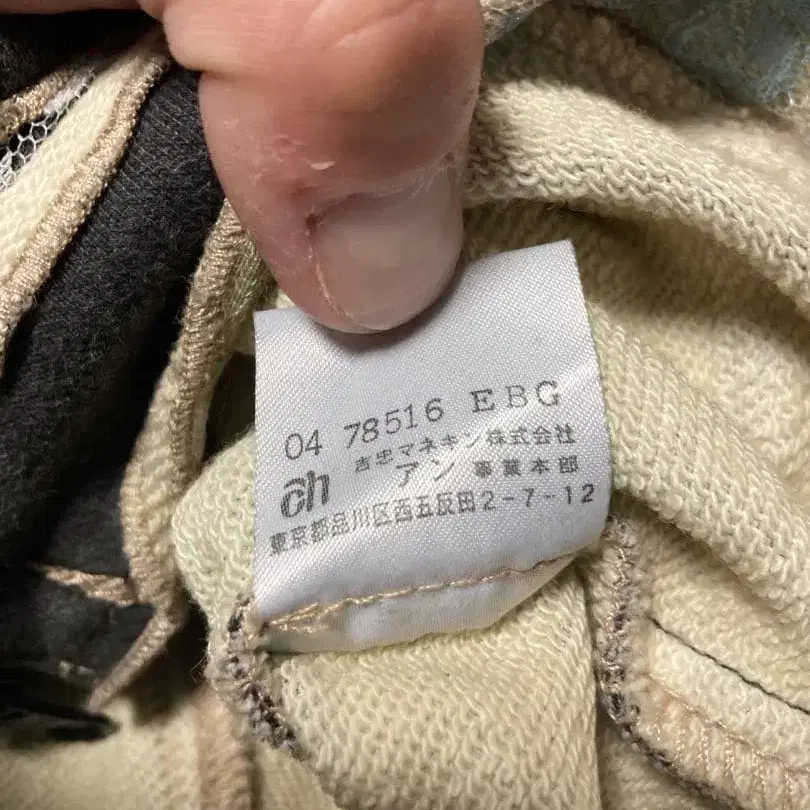 04 78516 EBG
吉忠マネキン株式会社
ah アン 事業本部
東京都品川区西五反田2-7-12